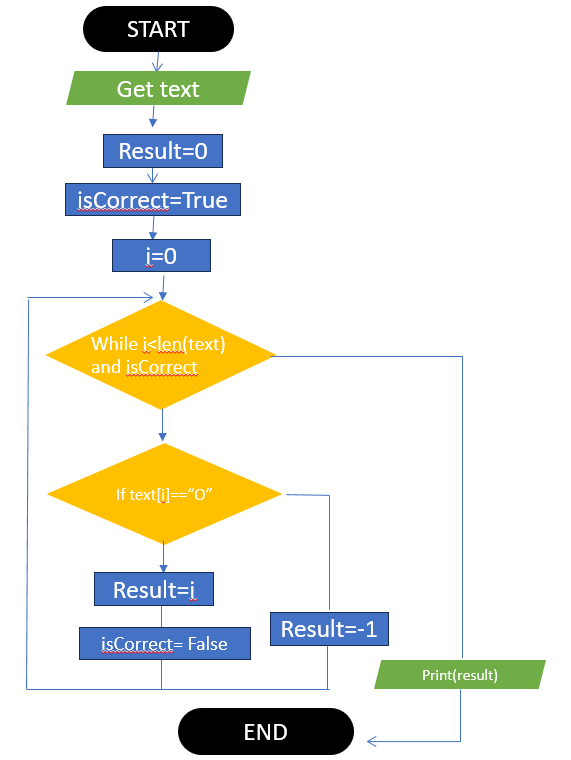 START
Get text
Result=0
isCorrect=True
i=0
While i<len(text)
and isCorrect
If text[i]==“O”
Result=i
isCorrect= False
Result=-1
Print(result)
END